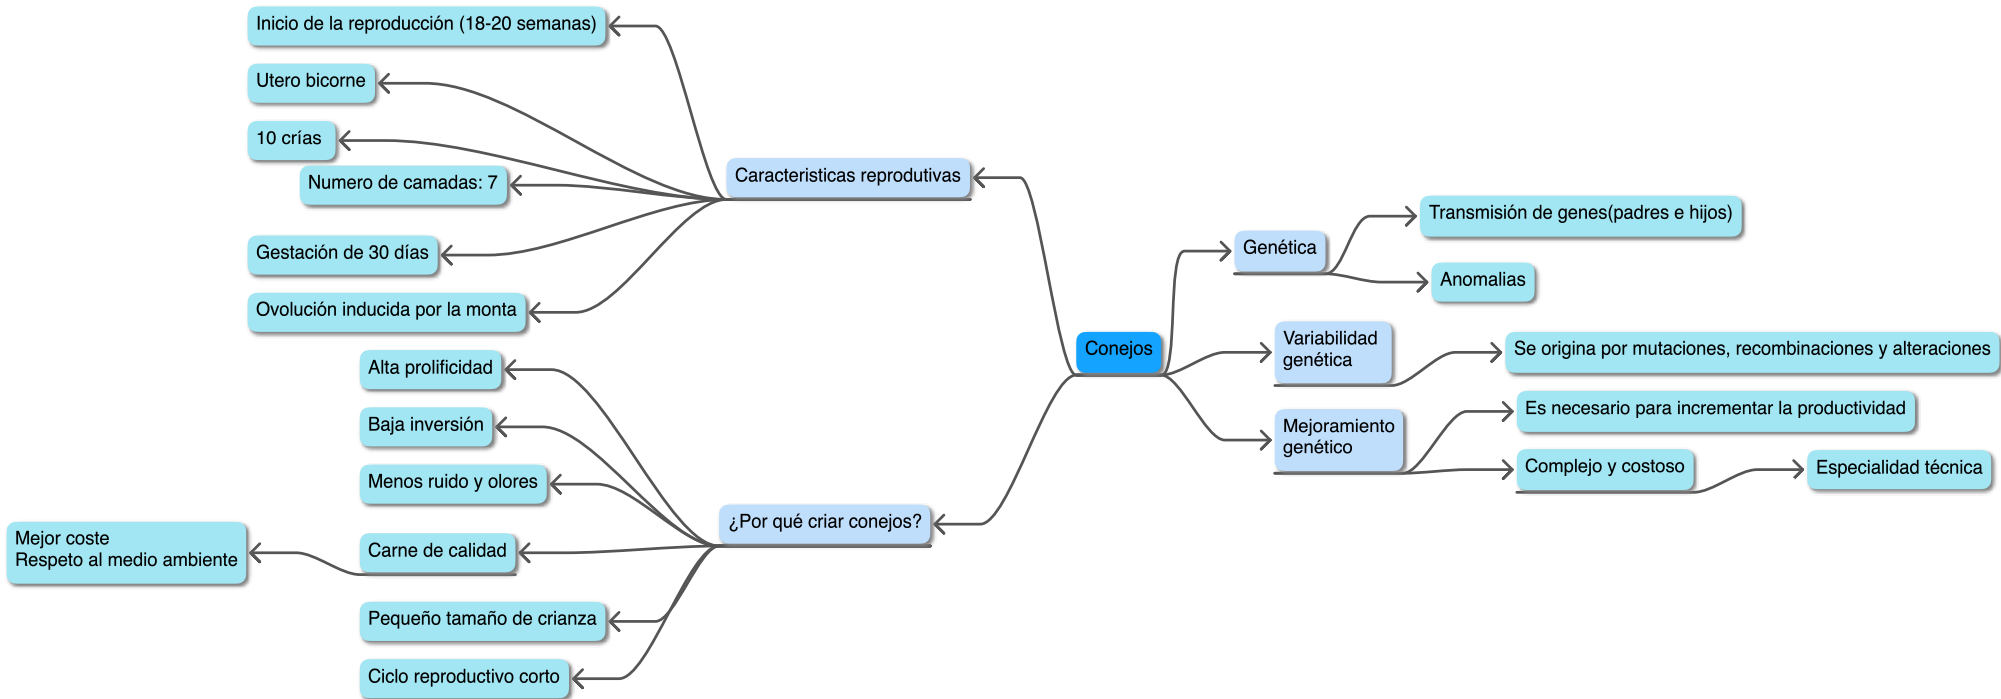 Inicio de la reproducción (18-20 semanas)
Utero bicorne
10 crías
Numero de camadas: 7
Gestación de 30 días
Ovolución inducida por la monta
Caracteristicas reprodutivas
Alta prolificidad
Baja inversión
Menos ruido y olores
Carne de calidad
Mejor coste
Respeto al medio ambiente
Pequeño tamaño de crianza
Ciclo reproductivo corto
¿Por qué criar conejos?
Conejos
Genética
Transmisión de genes(padres e hijos)
Anomalias
Variabilidad
genética
Se origina por mutaciones, recombinaciones y alteraciones
Mejoramiento
genético
Es necesario para incrementar la productividad
Complejo y costoso
Especialidad técnica